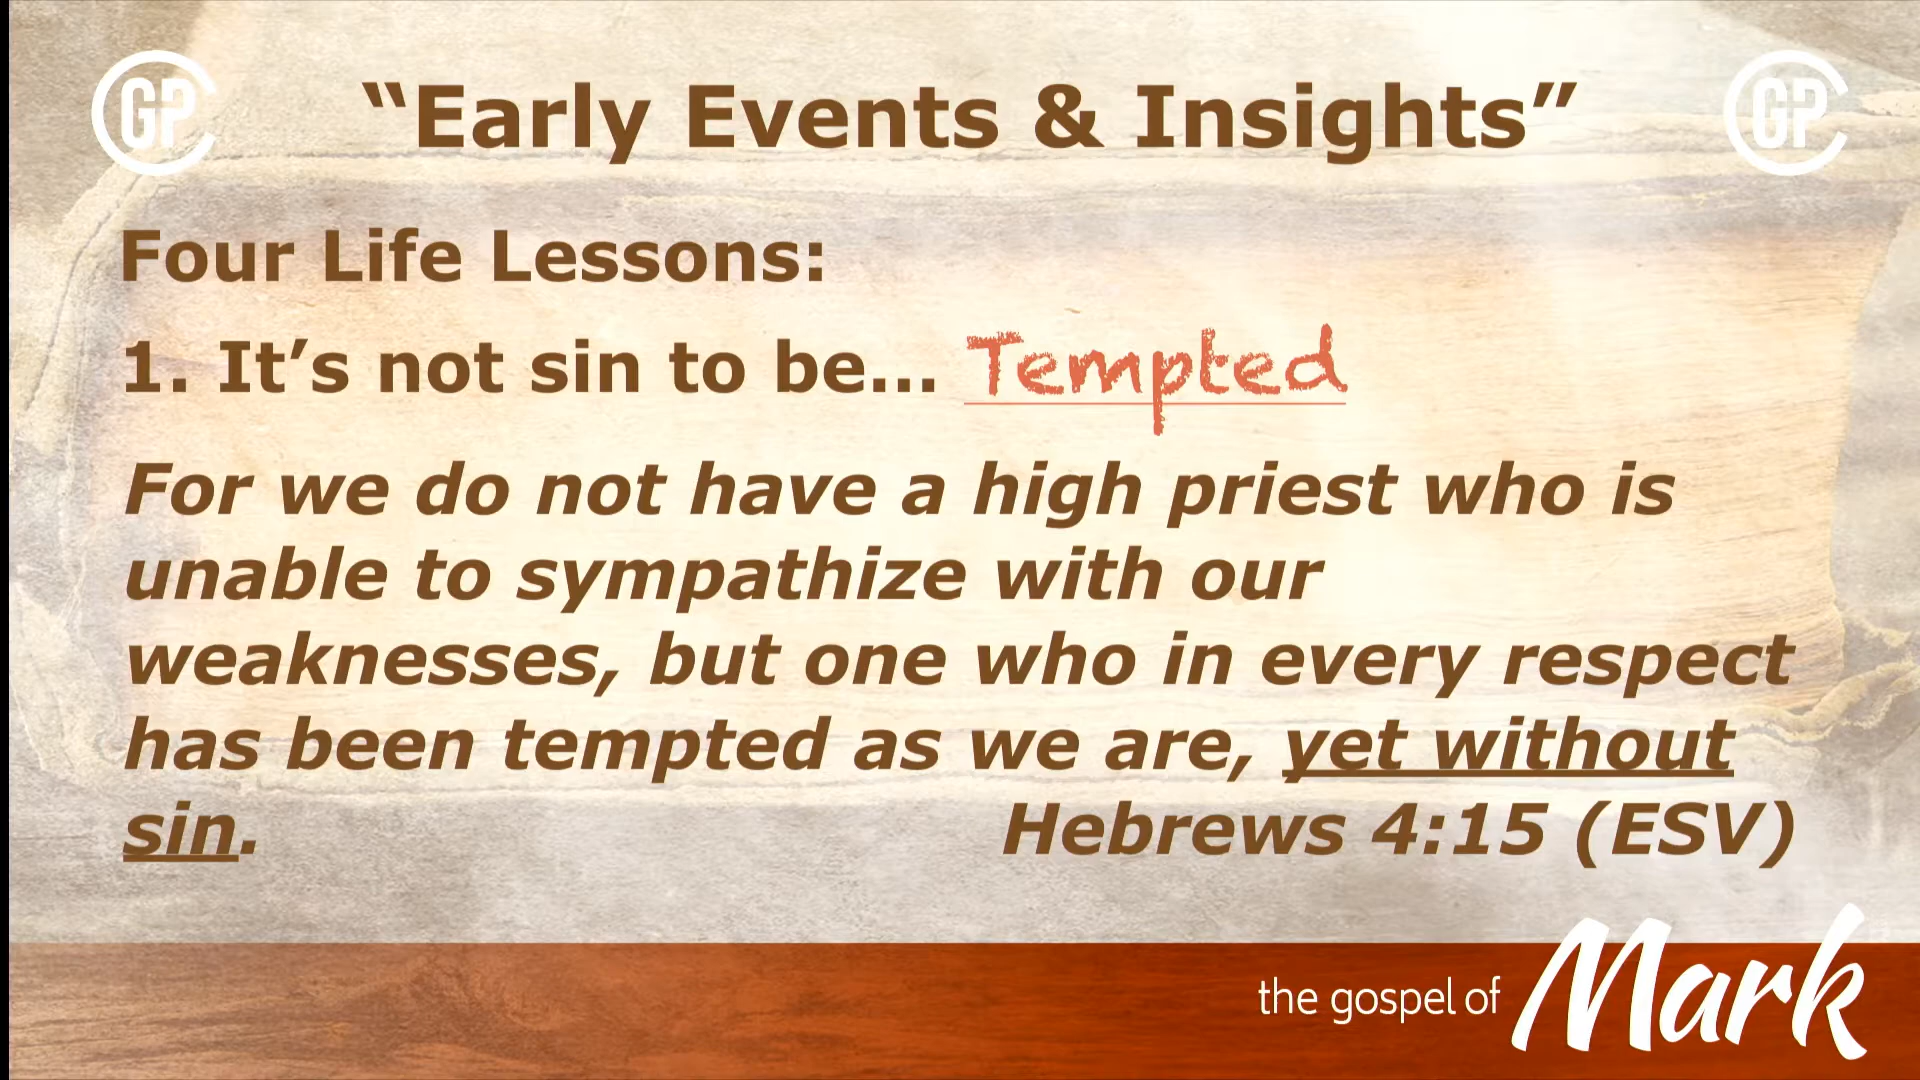 GPC
“Early Events & Insights”
GPC
Four Life Lessons:
1. It’s not sin to be... Tempted
For we do not have a high priest who is
unable to sympathize with our
weaknesses, but one who in every respect
has been tempted as we are, yet without
sin. Hebrews 4:15 (ESV)
the gospel of Mark